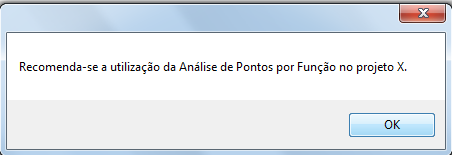 Recomenda-se a utilização da Análise de Pontos por Função no projeto X.
OK